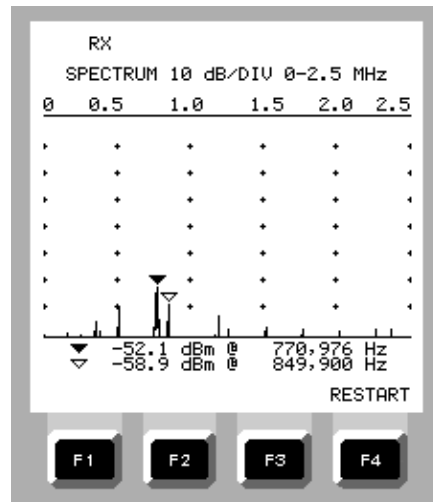 RX
SPECTRUM 10 dB/DIV 0-2.5 MHz
0 0.5 1.0 1.5 2.0 2.5
▼ -52.1 dBm @ 770,976 Hz
▽ -58.9 dBm @ 849,900 Hz
RESTART
F1 F2 F3 F4